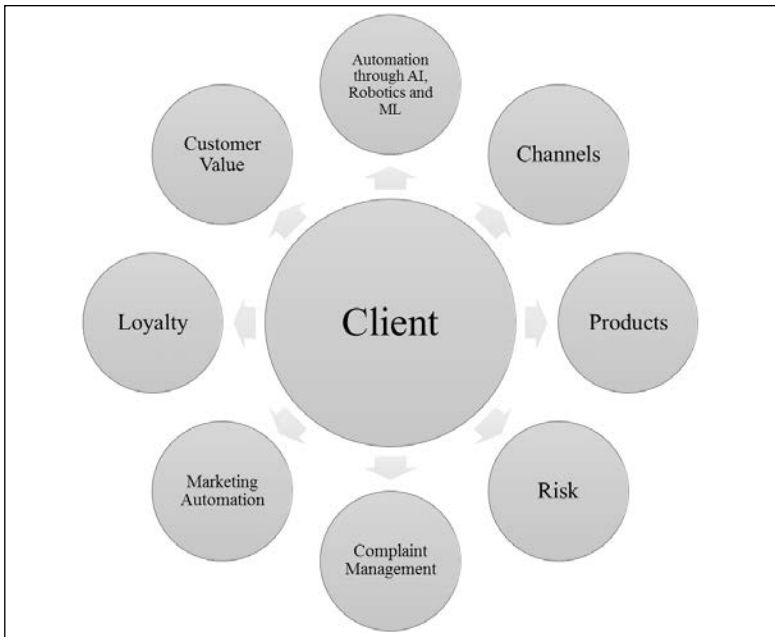 Automation
through AI,
Robotics and
ML
Channels
Products
Risk
Complaint
Management
Marketing
Automation
Loyalty
Customer
Value
Client